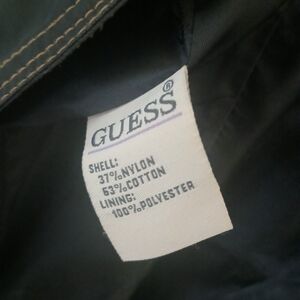 GUESS®
SHELL:
37%NYLON
63%COTTON
LINING:
100%POLYESTER